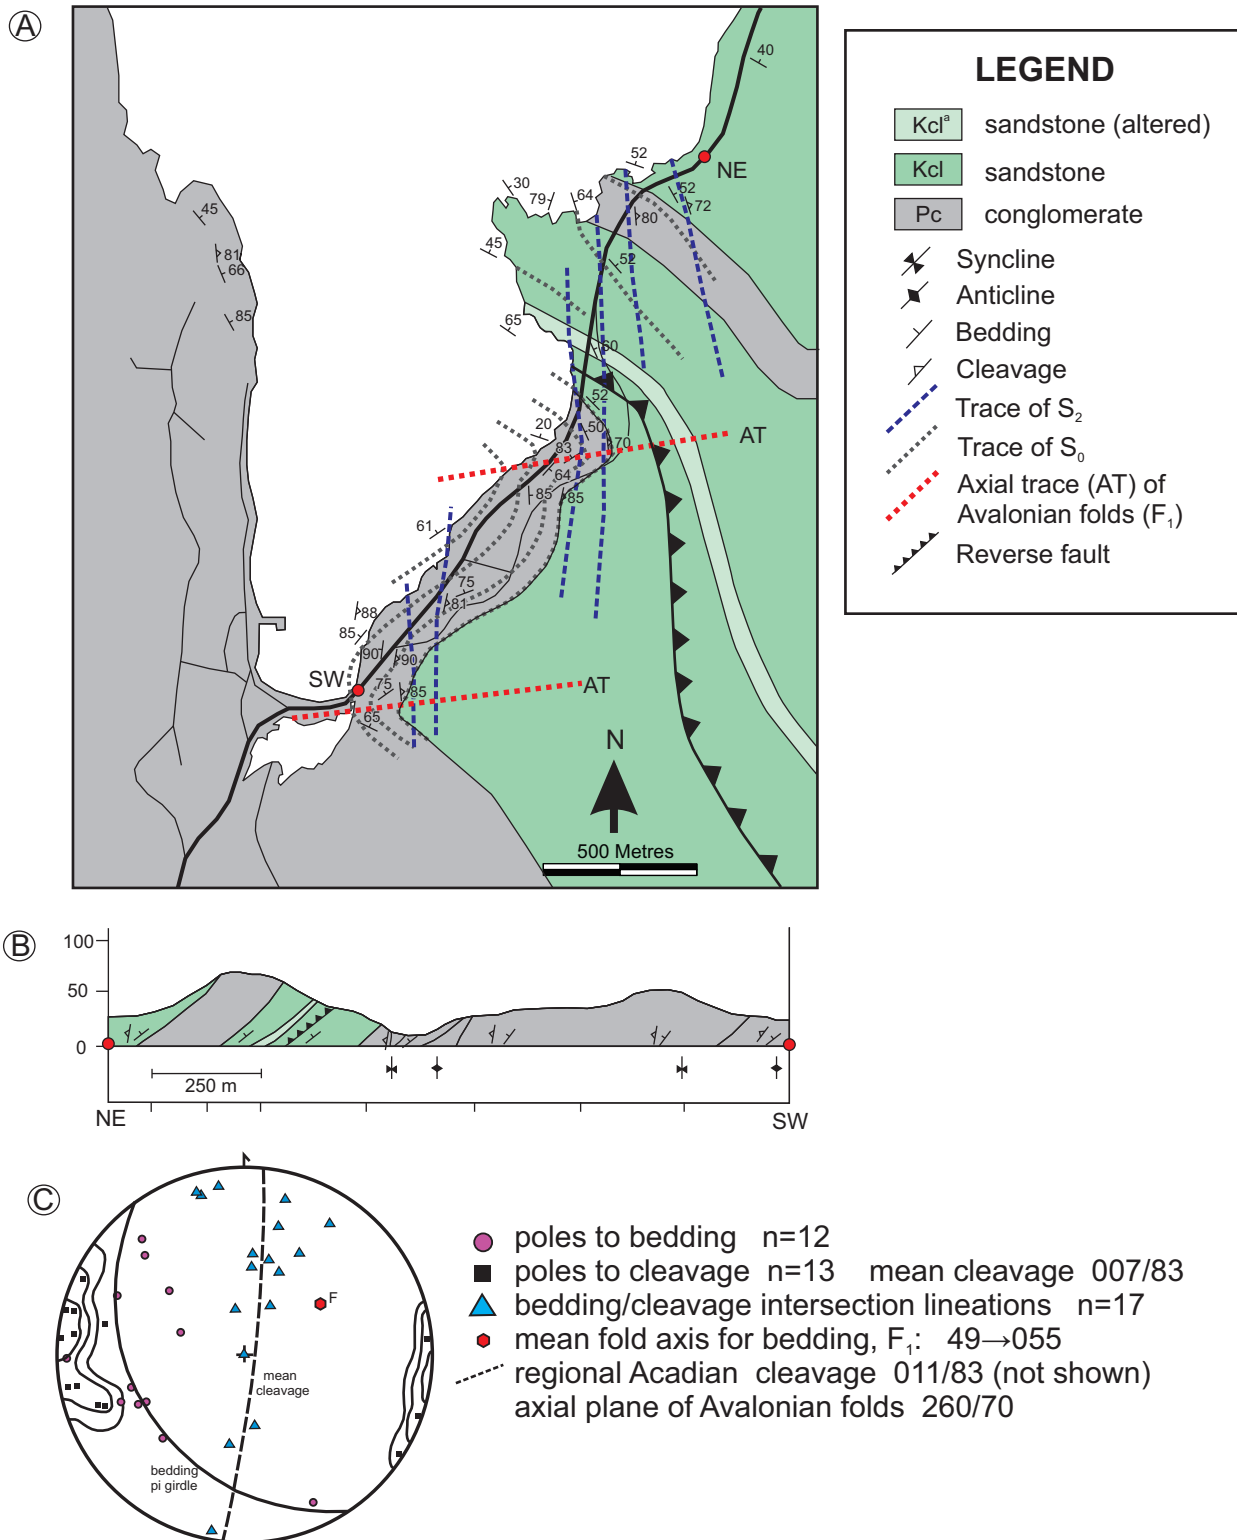 A
40
52
NE
30
79
64
52
72
80
45
45
52
81
66
85
65
60
52
20
50
70
AT
83
64
85
85
61
75
81
88
85
90
90
SW
75
85
AT
65
N
500 Metres
LEGEND
Kclᵃ sandstone (altered)
Kcl sandstone
Pc conglomerate
Syncline
Anticline
Bedding
Cleavage
Trace of S₂
Trace of S₀
Axial trace (AT) of
Avalonian folds (F₁)
Reverse fault
B
100
50
0
250 m
NE
SW
C
F
mean
cleavage
bedding
pi girdle
poles to bedding n=12
poles to cleavage n=13 mean cleavage 007/83
bedding/cleavage intersection lineations n=17
mean fold axis for bedding, F₁: 49→055
regional Acadian cleavage 011/83 (not shown)
axial plane of Avalonian folds 260/70